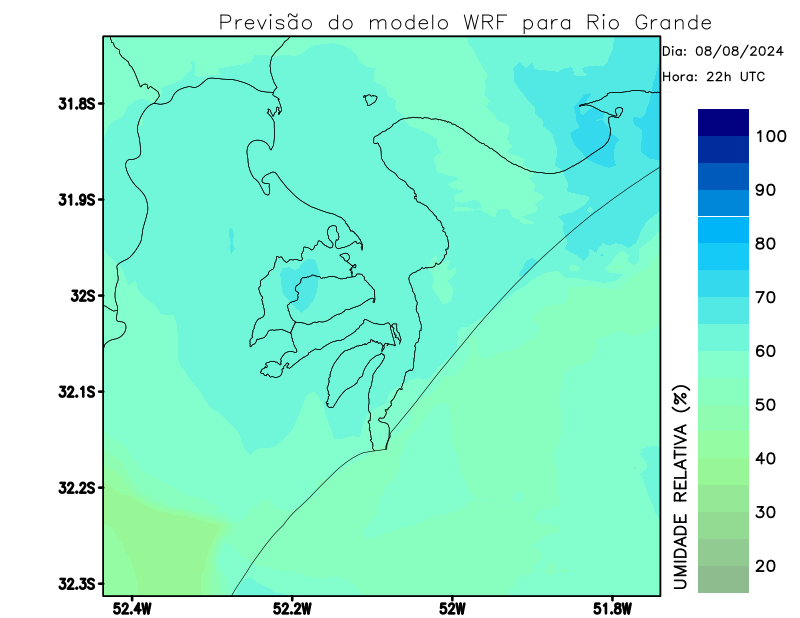 Previsão do modelo WRF para Rio Grande
Dia: 08/08/2024
Hora: 22h UTC
31.8S
31.9S
32S
32.1S
32.2S
32.3S
52.4W
52.2W
52W
51.8W
UMIDADE RELATIVA (%)
100
90
80
70
60
50
40
30
20